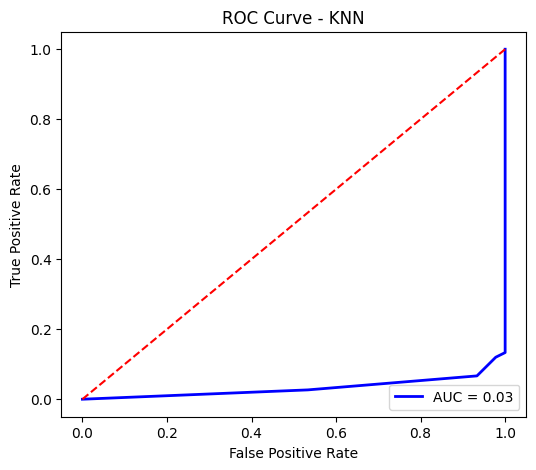 ROC Curve - KNN
True Positive Rate
1.0
0.8
0.6
0.4
0.2
0.0
AUC = 0.03
0.0 0.2 0.4 0.6 0.8 1.0
False Positive Rate